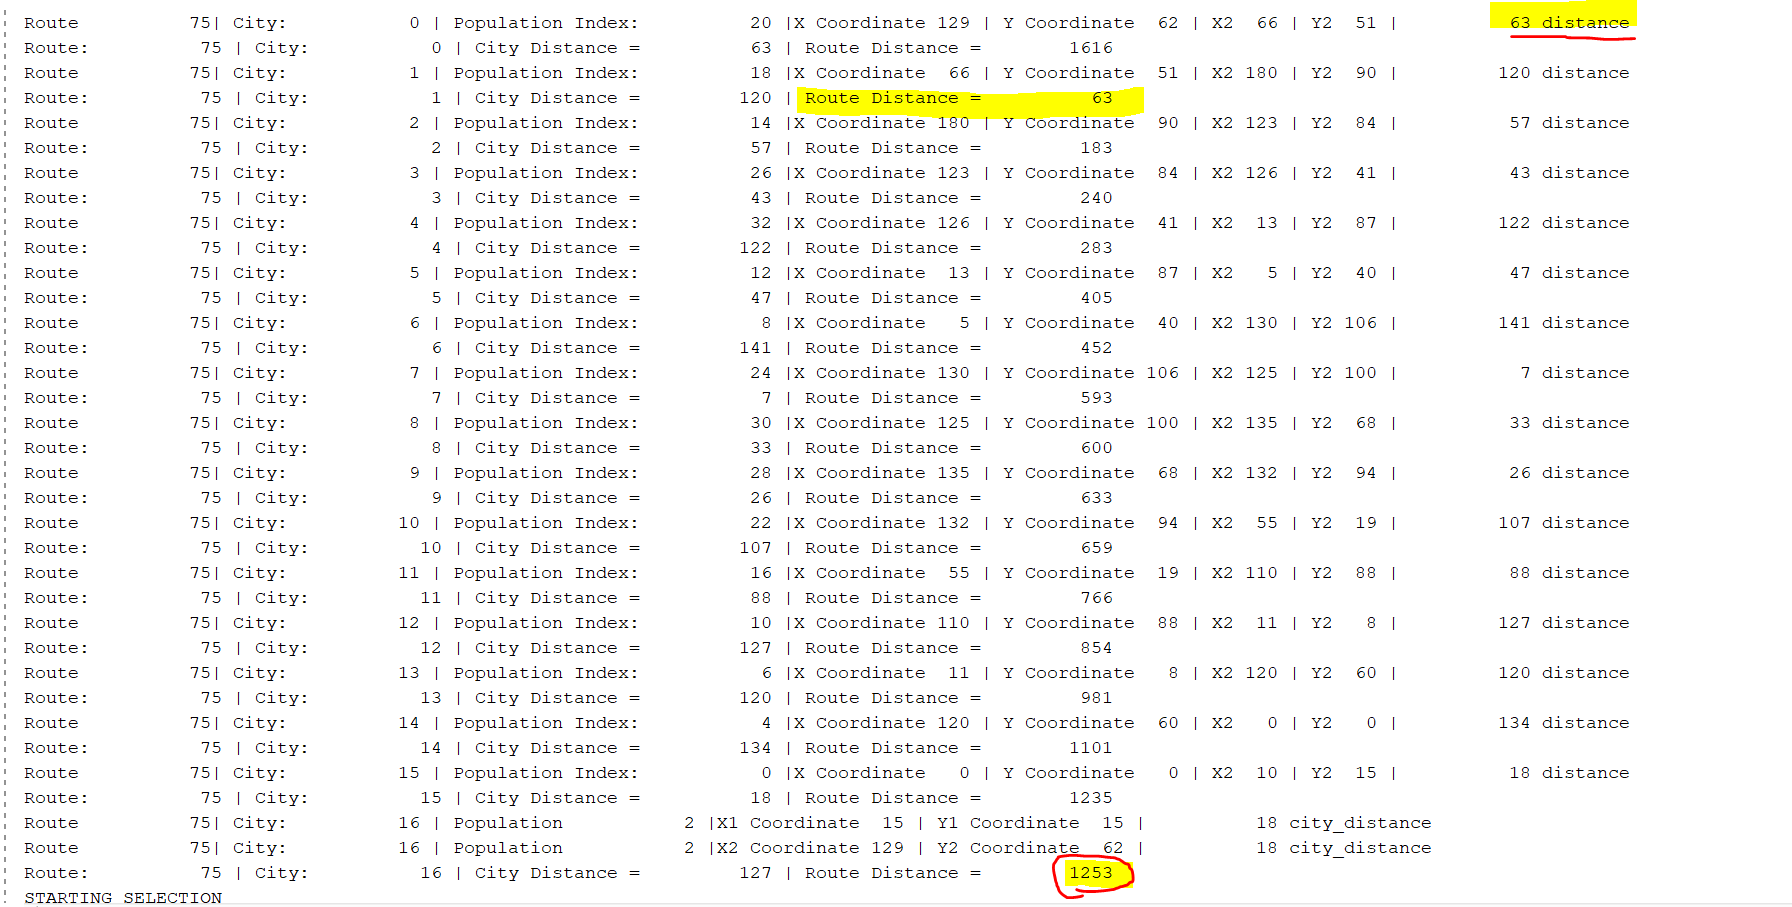 Route 75| City: 0 | Population Index: 20 |X Coordinate 129 | Y Coordinate 62 | X2 66 | Y2 51 | 63 distance
Route: 75 | City: 0 | City Distance = 63 | Route Distance = 1616
Route 75| City: 1 | Population Index: 18 |X Coordinate 66 | Y Coordinate 51 | X2 180 | Y2 90 | 120 distance
Route: 75 | City: 1 | City Distance = 120 | Route Distance = 63
Route 75| City: 2 | Population Index: 14 |X Coordinate 180 | Y Coordinate 90 | X2 123 | Y2 84 | 57 distance
Route: 75 | City: 2 | City Distance = 57 | Route Distance = 183
Route 75| City: 3 | Population Index: 26 |X Coordinate 123 | Y Coordinate 84 | X2 126 | Y2 41 | 43 distance
Route: 75 | City: 3 | City Distance = 43 | Route Distance = 240
Route 75| City: 4 | Population Index: 32 |X Coordinate 126 | Y Coordinate 41 | X2 13 | Y2 87 | 122 distance
Route: 75 | City: 4 | City Distance = 122 | Route Distance = 283
Route 75| City: 5 | Population Index: 12 |X Coordinate 13 | Y Coordinate 87 | X2 5 | Y2 40 | 47 distance
Route: 75 | City: 5 | City Distance = 47 | Route Distance = 405
Route 75| City: 6 | Population Index: 8 |X Coordinate 5 | Y Coordinate 40 | X2 130 | Y2 106 | 141 distance
Route: 75 | City: 6 | City Distance = 141 | Route Distance = 452
Route 75| City: 7 | Population Index: 24 |X Coordinate 130 | Y Coordinate 106 | X2 125 | Y2 100 | 7 distance
Route: 75 | City: 7 | City Distance = 7 | Route Distance = 593
Route 75| City: 8 | Population Index: 30 |X Coordinate 125 | Y Coordinate 100 | X2 135 | Y2 68 | 33 distance
Route: 75 | City: 8 | City Distance = 33 | Route Distance = 600
Route 75| City: 9 | Population Index: 28 |X Coordinate 135 | Y Coordinate 68 | X2 132 | Y2 94 | 26 distance
Route: 75 | City: 9 | City Distance = 26 | Route Distance = 633
Route 75| City: 10 | Population Index: 22 |X Coordinate 132 | Y Coordinate 94 | X2 55 | Y2 19 | 107 distance
Route: 75 | City: 10 | City Distance = 107 | Route Distance = 659
Route 75| City: 11 | Population Index: 16 |X Coordinate 55 | Y Coordinate 19 | X2 110 | Y2 88 | 88 distance
Route: 75 | City: 11 | City Distance = 88 | Route Distance = 766
Route 75| City: 12 | Population Index: 10 |X Coordinate 110 | Y Coordinate 88 | X2 11 | Y2 8 | 127 distance
Route: 75 | City: 12 | City Distance = 127 | Route Distance = 854
Route 75| City: 13 | Population Index: 6 |X Coordinate 11 | Y Coordinate 8 | X2 120 | Y2 60 | 120 distance
Route: 75 | City: 13 | City Distance = 120 | Route Distance = 981
Route 75| City: 14 | Population Index: 4 |X Coordinate 120 | Y Coordinate 60 | X2 0 | Y2 0 | 134 distance
Route: 75 | City: 14 | City Distance = 134 | Route Distance = 1101
Route 75| City: 15 | Population Index: 0 |X Coordinate 0 | Y Coordinate 0 | X2 10 | Y2 15 | 18 distance
Route: 75 | City: 15 | City Distance = 18 | Route Distance = 1235
Route 75| City: 16 | Population 2 |X1 Coordinate 15 | Y1 Coordinate 15 | 18 city_distance
Route 75| City: 16 | Population 2 |X2 Coordinate 129 | Y2 Coordinate 62 | 18 city_distance
Route: 75 | City: 16 | City Distance = 127 | Route Distance = 1253
STARTING SELECTION